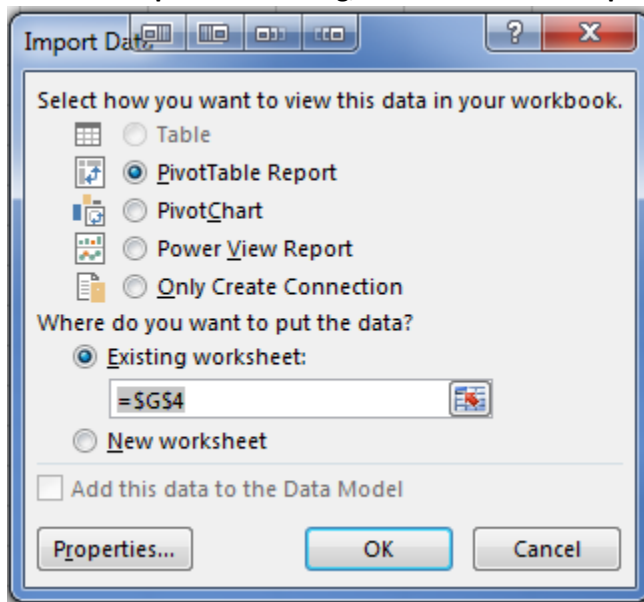 Import Data
?
X
Select how you want to view this data in your workbook.
Table
PivotTable Report
PivotChart
Power View Report
Only Create Connection
Where do you want to put the data?
Existing worksheet:
=$G$4
New worksheet
Add this data to the Data Model
Properties...
OK
Cancel